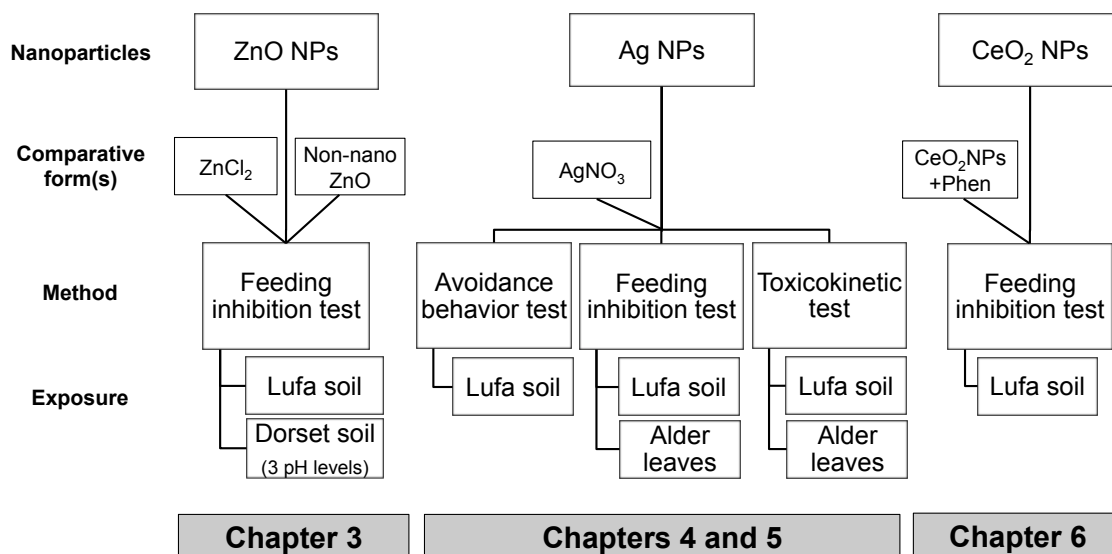 Nanoparticles
ZnO NPs
Ag NPs
CeO₂ NPs
Comparative
form(s)
ZnCl₂
Non-nano
ZnO
AgNO₃
CeO₂NPs
+Phen
Method
Feeding
inhibition test
Avoidance
behavior test
Feeding
inhibition test
Toxicokinetic
test
Feeding
inhibition test
Exposure
Lufa soil
Dorset soil
(3 pH levels)
Lufa soil
Lufa soil
Alder
leaves
Lufa soil
Alder
leaves
Lufa soil
Chapter 3
Chapters 4 and 5
Chapter 6